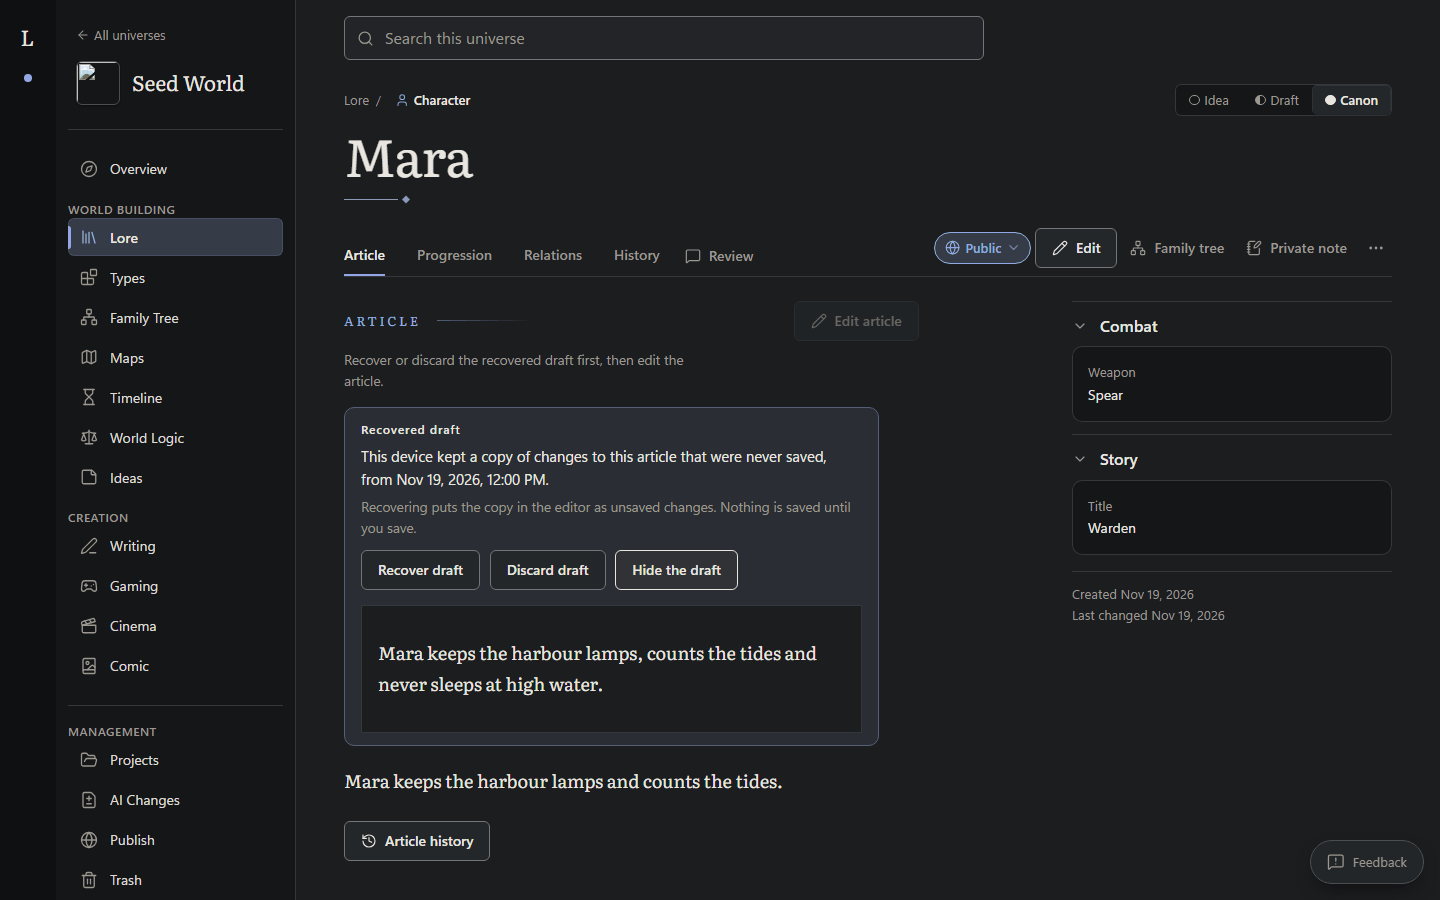 L
All universes
Seed World
Overview
WORLD BUILDING
Lore
Types
Family Tree
Maps
Timeline
World Logic
Ideas
CREATION
Writing
Gaming
Cinema
Comic
MANAGEMENT
Projects
AI Changes
Publish
Trash
Search this universe
Lore / Character
Idea Draft Canon
Mara
Article Progression Relations History Review
Public Edit Family tree Private note
ARTICLE
Edit article
Recover or discard the recovered draft first, then edit the
article.
Recovered draft
This device kept a copy of changes to this article that were never saved,
from Nov 19, 2026, 12:00 PM.
Recovering puts the copy in the editor as unsaved changes. Nothing is saved until
you save.
Recover draft Discard draft Hide the draft
Mara keeps the harbour lamps, counts the tides and
never sleeps at high water.
Mara keeps the harbour lamps and counts the tides.
Article history
Combat
Weapon
Spear
Story
Title
Warden
Created Nov 19, 2026
Last changed Nov 19, 2026
Feedback